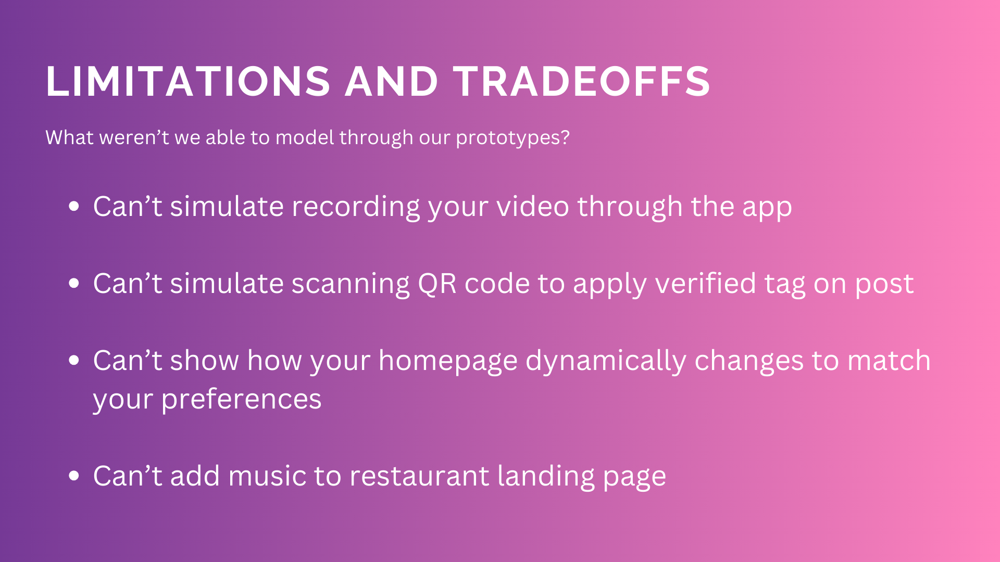 LIMITATIONS AND TRADEOFFS
What weren’t we able to model through our prototypes?
• Can’t simulate recording your video through the app
• Can’t simulate scanning QR code to apply verified tag on post
• Can’t show how your homepage dynamically changes to match
your preferences
• Can’t add music to restaurant landing page